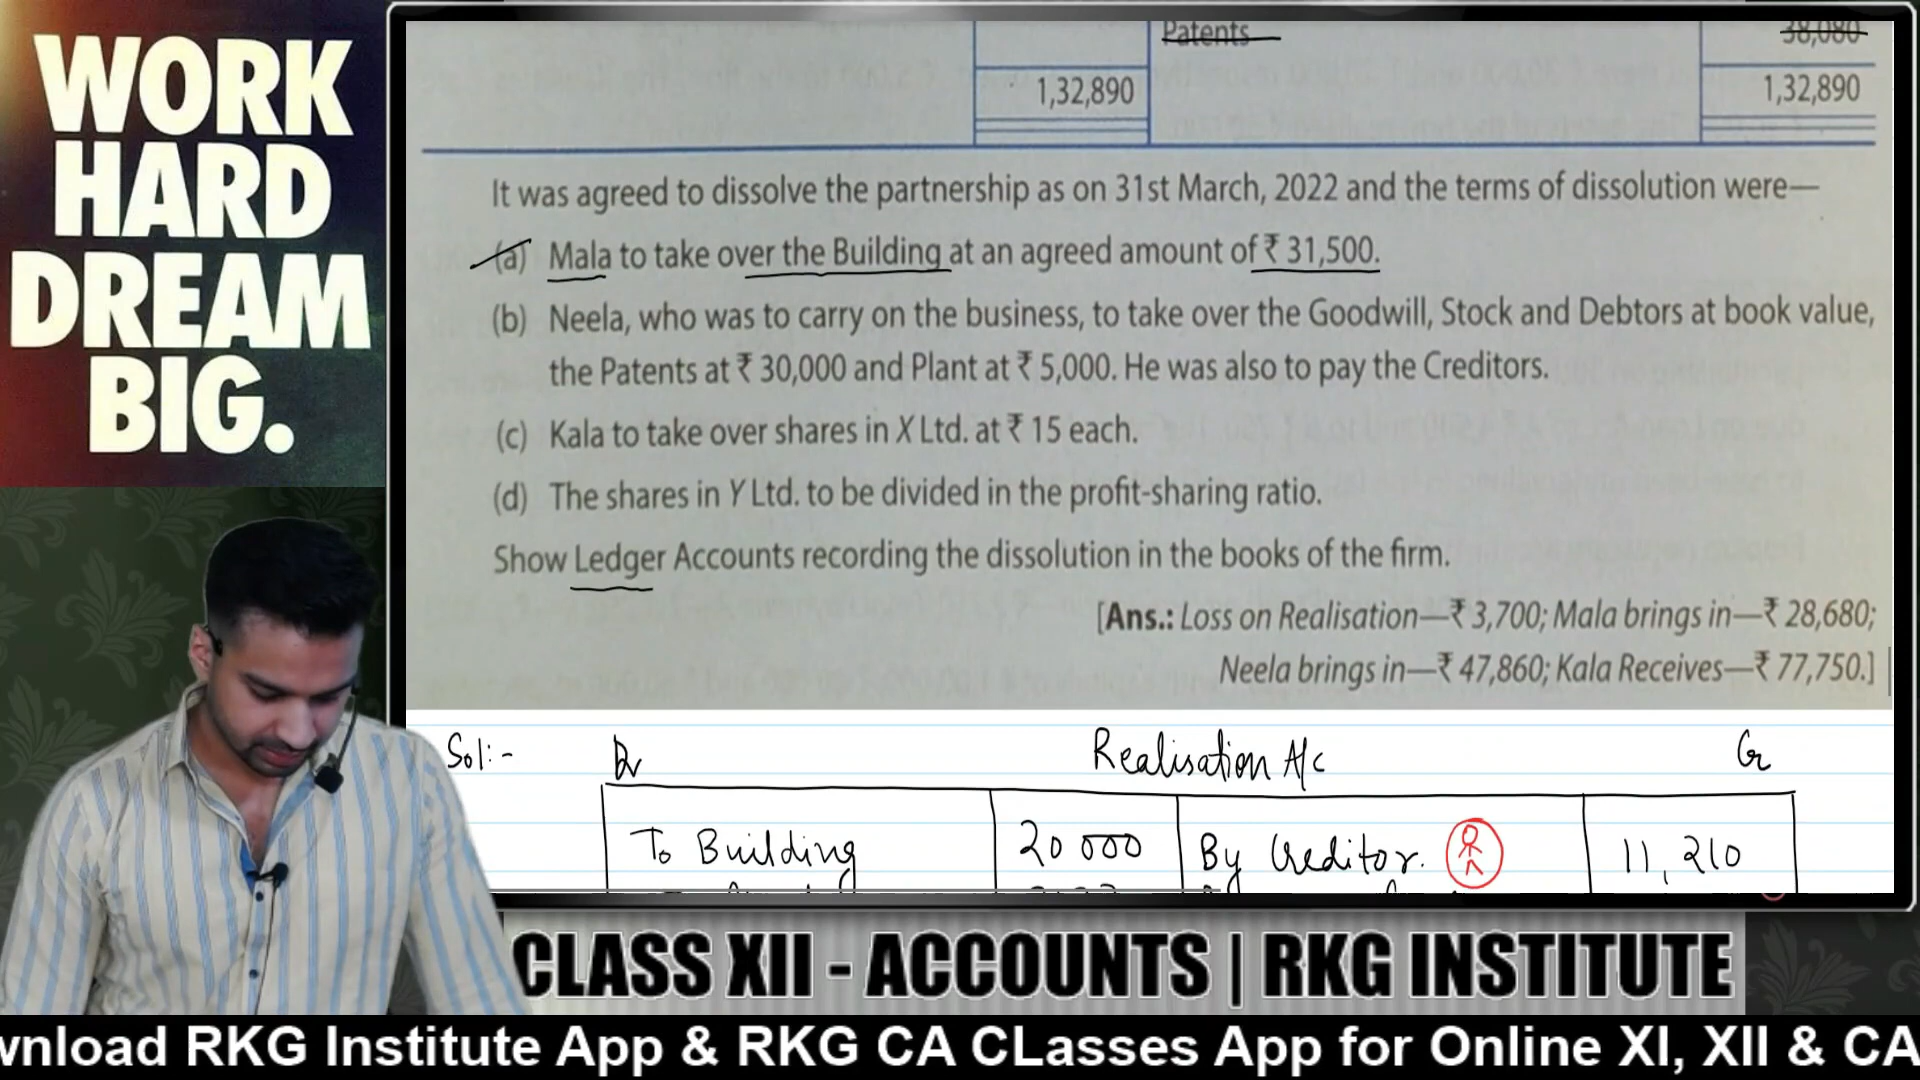 WORK
HARD
DREAM
BIG.
Patents 38,080
1,32,890 1,32,890
It was agreed to dissolve the partnership as on 31st March, 2022 and the terms of dissolution were—
(a) Mala to take over the Building at an agreed amount of ₹ 31,500.
(b) Neela, who was to carry on the business, to take over the Goodwill, Stock and Debtors at book value,
the Patents at ₹ 30,000 and Plant at ₹ 5,000. He was also to pay the Creditors.
(c) Kala to take over shares in X Ltd. at ₹ 15 each.
(d) The shares in Y Ltd. to be divided in the profit-sharing ratio.
Show Ledger Accounts recording the dissolution in the books of the firm.
[Ans.: Loss on Realisation—₹ 3,700; Mala brings in—₹ 28,680;
Neela brings in—₹ 47,860; Kala Receives—₹ 77,750.]
Sol:- Dr Realisation A/c Cr
To Building 20 000 By Creditor. 11,210
CLASS XII - ACCOUNTS | RKG INSTITUTE
wnload RKG Institute App & RKG CA CLasses App for Online XI, XII & CA